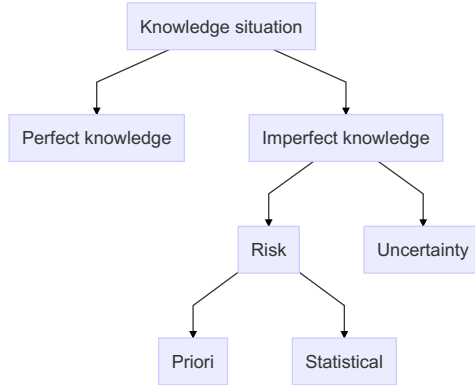 Knowledge situation
Perfect knowledge
Imperfect knowledge
Risk
Uncertainty
Priori
Statistical